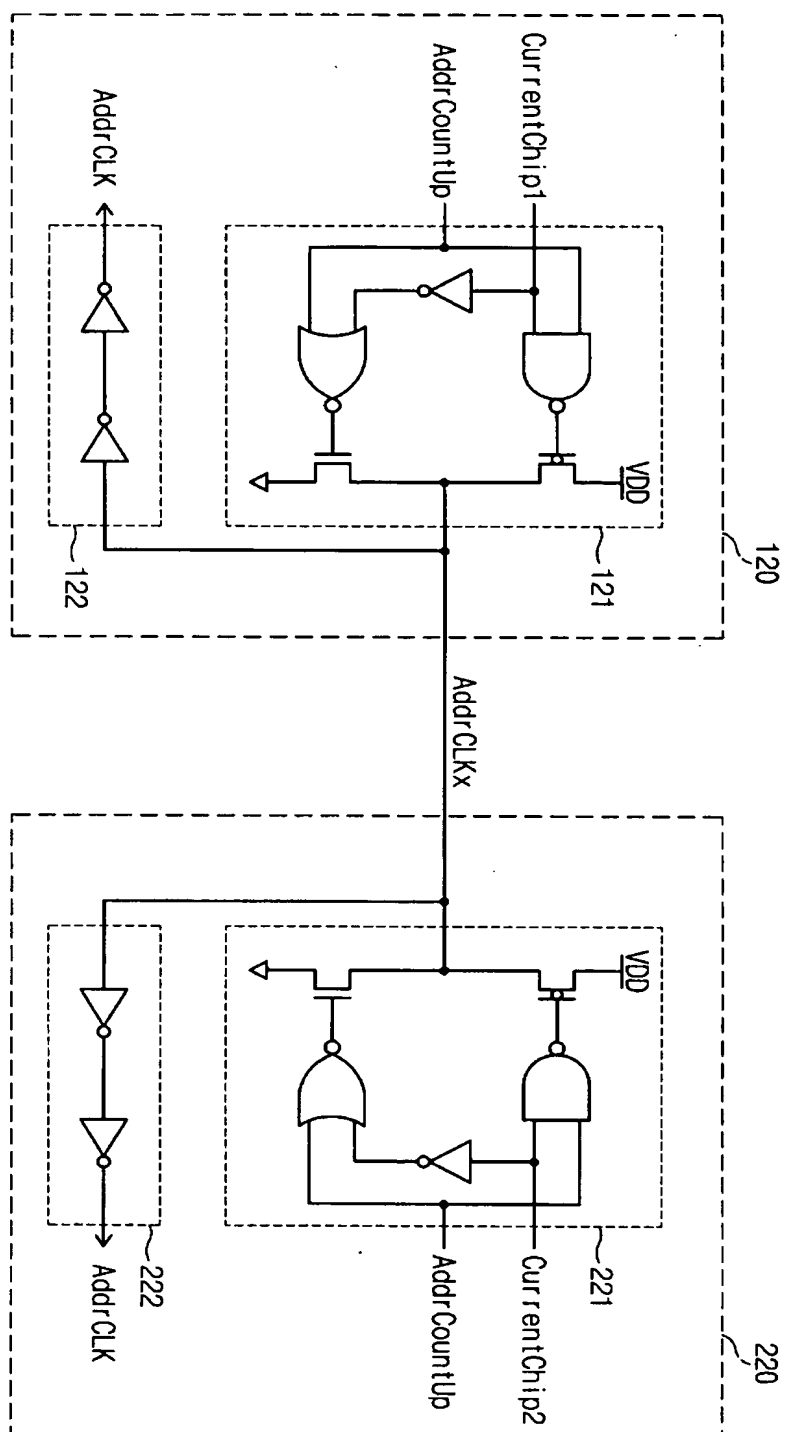 120
220
VDD
VDD
CurrentChip1
121
221
CurrentChip2
AddrCountUp
AddrCLKx
AddrCountUp
AddrCLK
122
222
AddrCLK